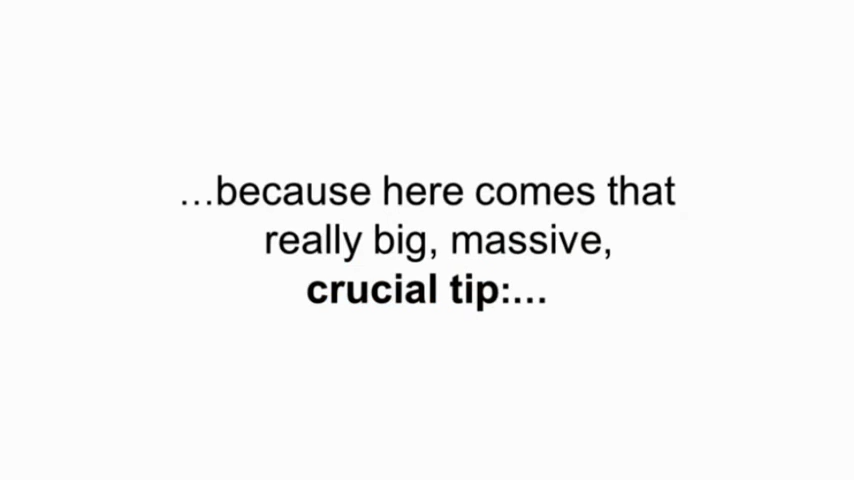 …because here comes that
really big, massive,
crucial tip:…